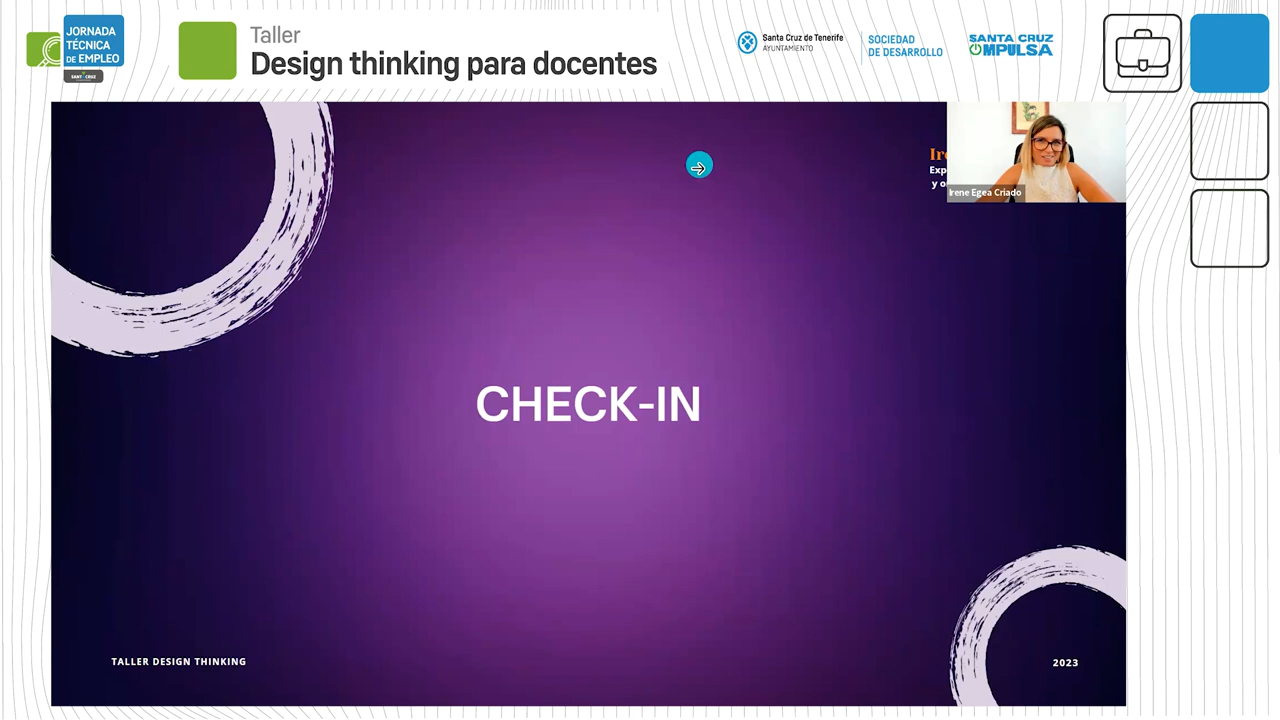 JORNADA
TÉCNICA
DE EMPLEO
Taller
Design thinking para docentes
Santa Cruz de Tenerife
AYUNTAMIENTO
SOCIEDAD
DE DESARROLLO
SANTA CRUZ
IMPULSA
Irene Egea Criado
CHECK-IN
TALLER DESIGN THINKING
2023